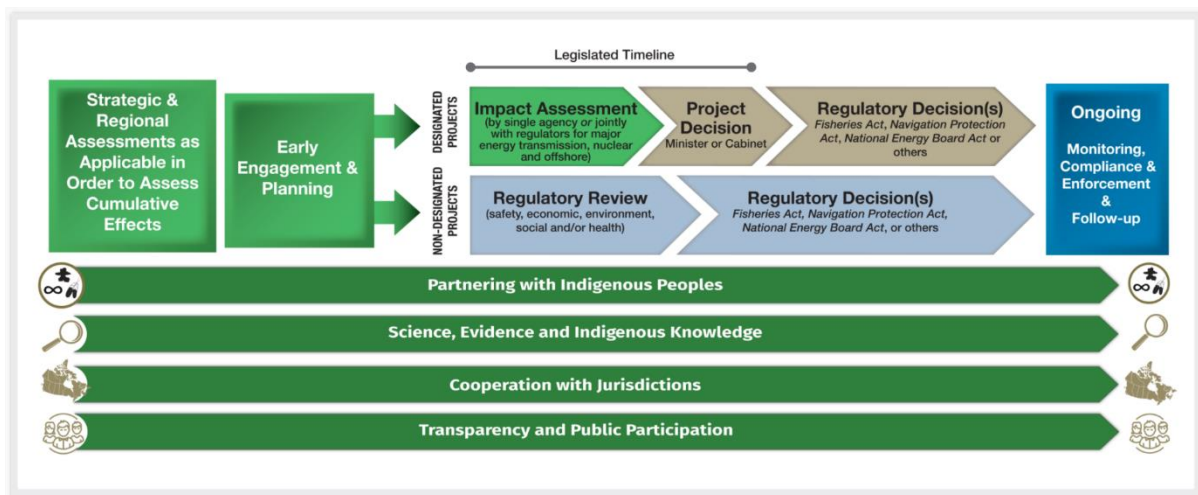 Legislated Timeline
Strategic &
Regional
Assessments as
Applicable in
Order to Assess
Cumulative
Effects
Early
Engagement &
Planning
DESIGNATED
PROJECTS
Impact Assessment
(by single agency or jointly
with regulators for major
energy transmission, nuclear
and offshore)
Project
Decision
Minister or Cabinet
Regulatory Decision(s)
Fisheries Act, Navigation Protection
Act, National Energy Board Act or
others
NON-DESIGNATED
PROJECTS
Regulatory Review
(safety, economic, environment,
social and/or health)
Regulatory Decision(s)
Fisheries Act, Navigation Protection Act,
National Energy Board Act, or others
Ongoing
Monitoring,
Compliance &
Enforcement
&
Follow-up
Partnering with Indigenous Peoples
Science, Evidence and Indigenous Knowledge
Cooperation with Jurisdictions
Transparency and Public Participation